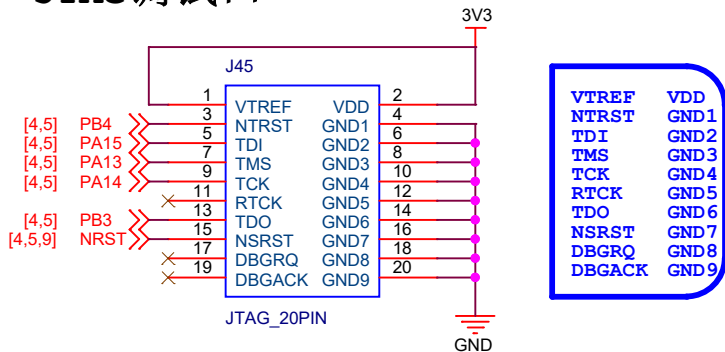 调试
3V3
J45
1 VTREF VDD 2
[4,5] PB4 3 NTRST GND1 4
[4,5] PA15 5 TDI GND2 6
[4,5] PA13 7 TMS GND3 8
[4,5] PA14 9 TCK GND4 10
11 RTCK GND5 12
[4,5] PB3 13 TDO GND6 14
[4,5,9] NRST 15 NSRST GND7 16
17 DBGRQ GND8 18
19 DBGACK GND9 20
JTAG_20PIN
GND
VTREF VDD
NTRST GND1
TDI GND2
TMS GND3
TCK GND4
RTCK GND5
TDO GND6
NSRST GND7
DBGRQ GND8
DBGACK GND9